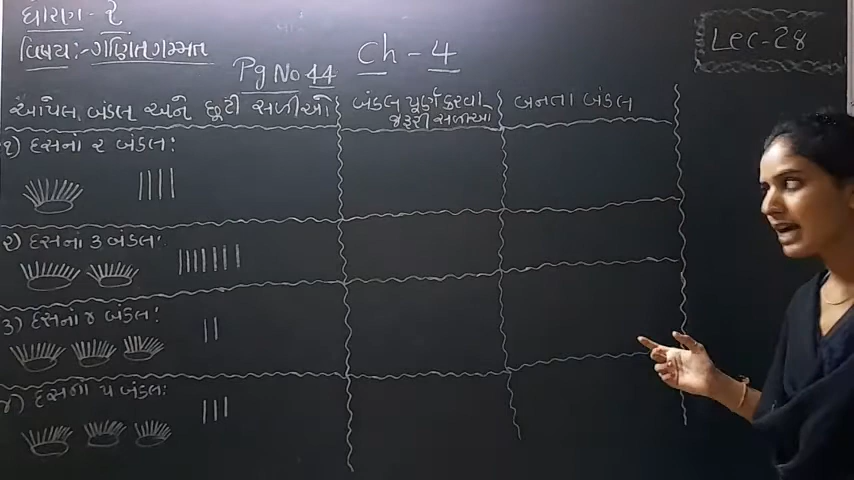 ધોરણ - ૨
વિષય:- ગણિતગમ્મત
Pg No 44
Ch - 4
Lec-28
આપેલ બંડલ અને છૂટી સળીઓ
બંડલ પૂર્ણ કરવા
જરૂરી સળીઓ
બનતા બંડલ
૧) દસનાં ૨ બંડલ:
૨) દસનાં ૩ બંડલ:
૩) દસનાં ૪ બંડલ:
૪) દસનાં ૫ બંડલ: